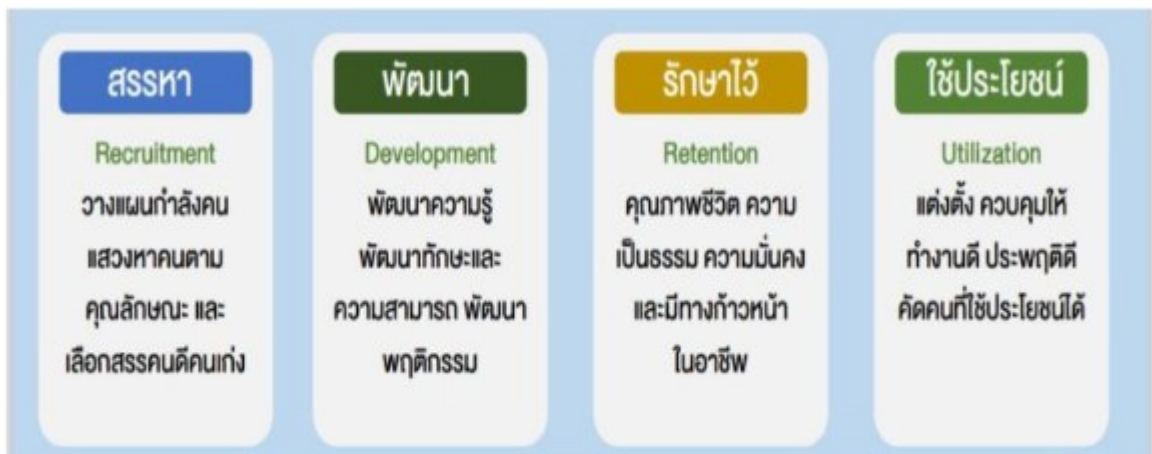 สรรหา
Recruitment
วางแผนกำลังคน
แสวงหาคนตาม
คุณลักษณะ และ
เลือกสรรคนดีคนเก่ง
พัฒนา
Development
พัฒนาความรู้
พัฒนาทักษะและ
ความสามารถ พัฒนา
พฤติกรรม
รักษาไว้
Retention
คุณภาพชีวิต ความ
เป็นธรรม ความมั่นคง
และมีทางก้าวหน้า
ในอาชีพ
ใช้ประโยชน์
Utilization
แต่งตั้ง ควบคุมให้
ทำงานดี ประพฤติดี
คัดคนที่ใช้ประโยชน์ได้